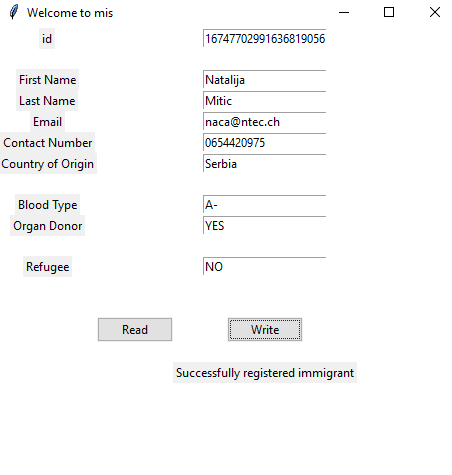 Welcome to mis
id 16747702991636819056
First Name Natalija
Last Name Mitic
Email naca@ntec.ch
Contact Number 0654420975
Country of Origin Serbia
Blood Type A-
Organ Donor YES
Refugee NO
Read Write
Successfully registered immigrant